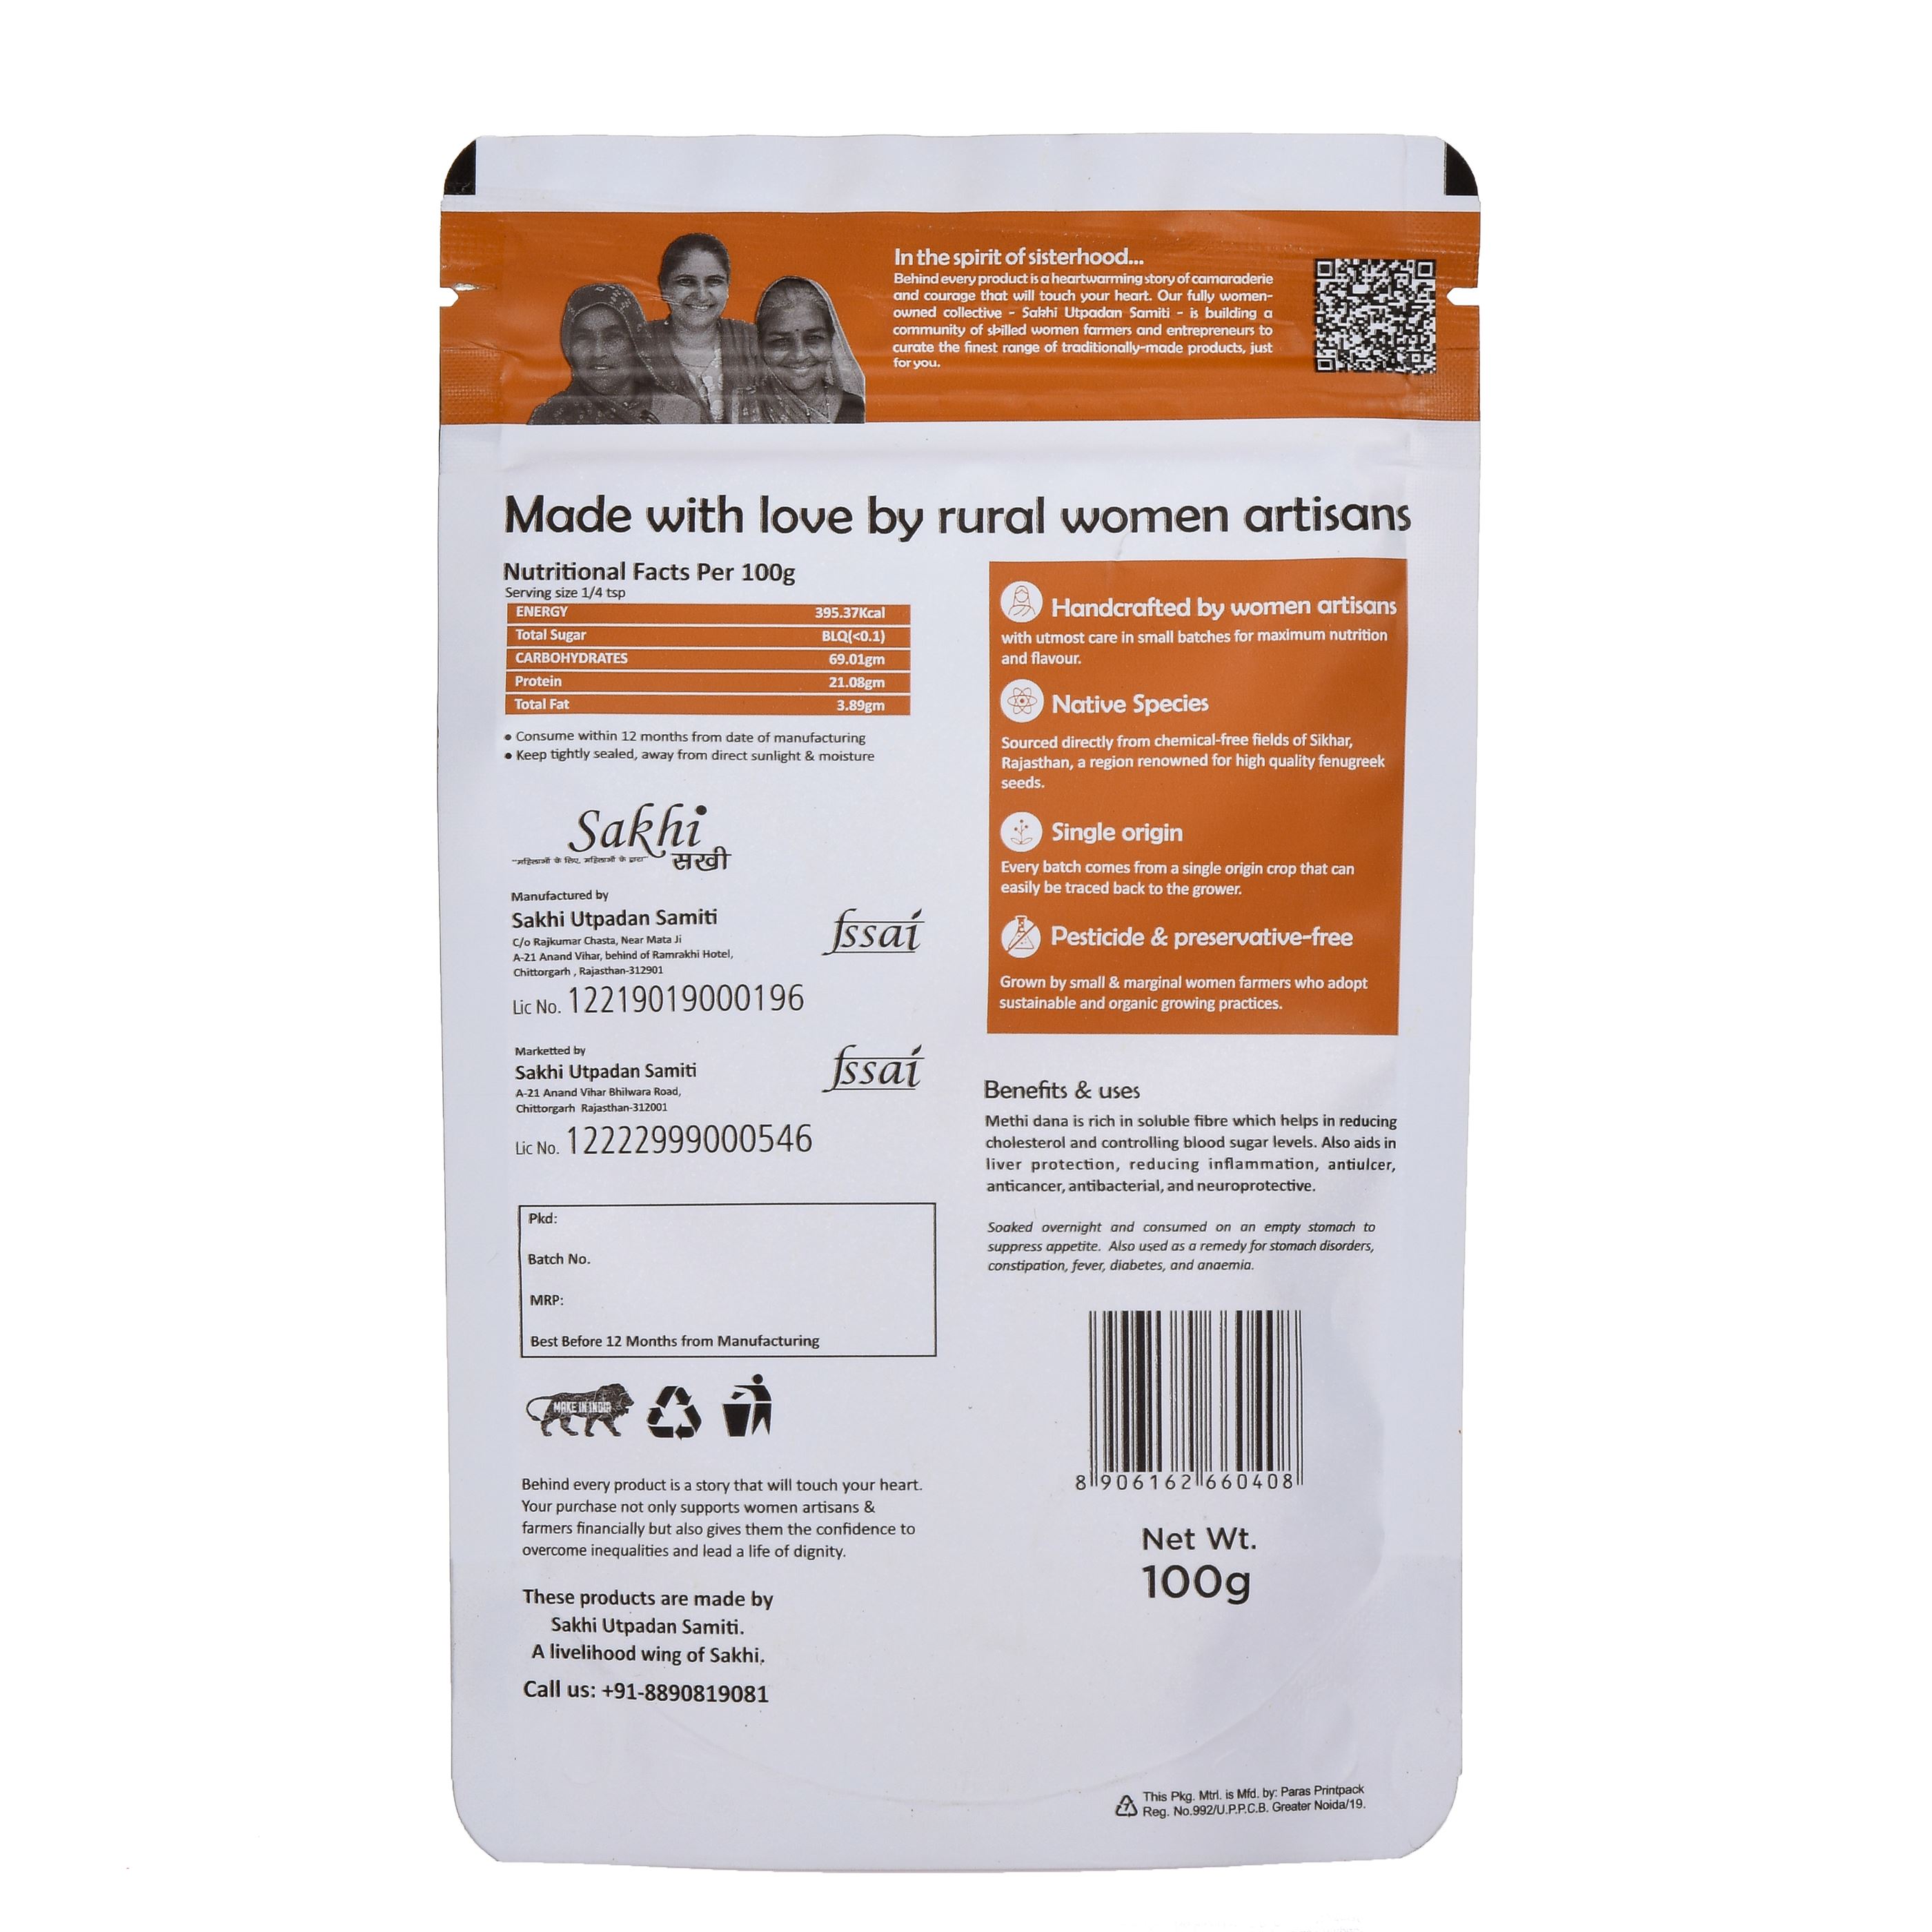 In the spirit of sisterhood...
Behind every product is a heartwarming story of camaraderie
and courage that will touch your heart. Our fully women-
owned collective - Sakhi Utpadan Samiti - is building a
community of skilled women farmers and entrepreneurs to
curate the finest range of traditionally-made products, just
for you.
Made with love by rural women artisans
Nutritional Facts Per 100g
Serving size 1/4 tsp
ENERGY 395.37Kcal
Total Sugar BLQ(<0.1)
CARBOHYDRATES 69.01gm
Protein 21.08gm
Total Fat 3.89gm
• Consume within 12 months from date of manufacturing
• Keep tightly sealed, away from direct sunlight & moisture
Sakhi
"महिलाओं के लिए, महिलाओं के द्वारा"
सखी
Manufactured by
Sakhi Utpadan Samiti
C/o Rajkumar Chasta, Near Mata Ji
A-21 Anand Vihar, behind of Ramrakhi Hotel,
Chittorgarh , Rajasthan-312901
fssai
Lic No. 12219019000196
Marketted by
Sakhi Utpadan Samiti
A-21 Anand Vihar Bhilwara Road,
Chittorgarh Rajasthan-312001
fssai
Lic No. 12222999000546
Pkd:
Batch No.
MRP:
Best Before 12 Months from Manufacturing
MAKE IN INDIA
Behind every product is a story that will touch your heart.
Your purchase not only supports women artisans &
farmers financially but also gives them the confidence to
overcome inequalities and lead a life of dignity.
These products are made by
Sakhi Utpadan Samiti.
A livelihood wing of Sakhi.
Call us: +91-8890819081
Handcrafted by women artisans
with utmost care in small batches for maximum nutrition
and flavour.
Native Species
Sourced directly from chemical-free fields of Sikhar,
Rajasthan, a region renowned for high quality fenugreek
seeds.
Single origin
Every batch comes from a single origin crop that can
easily be traced back to the grower.
Pesticide & preservative-free
Grown by small & marginal women farmers who adopt
sustainable and organic growing practices.
Benefits & uses
Methi dana is rich in soluble fibre which helps in reducing
cholesterol and controlling blood sugar levels. Also aids in
liver protection, reducing inflammation, antiulcer,
anticancer, antibacterial, and neuroprotective.
Soaked overnight and consumed on an empty stomach to
suppress appetite. Also used as a remedy for stomach disorders,
constipation, fever, diabetes, and anaemia.
8 906162 660408
Net Wt.
100g
7
This Pkg. Mtrl. is Mfd. by: Paras Printpack
Reg. No.992/U.P.P.C.B. Greater Noida/19.